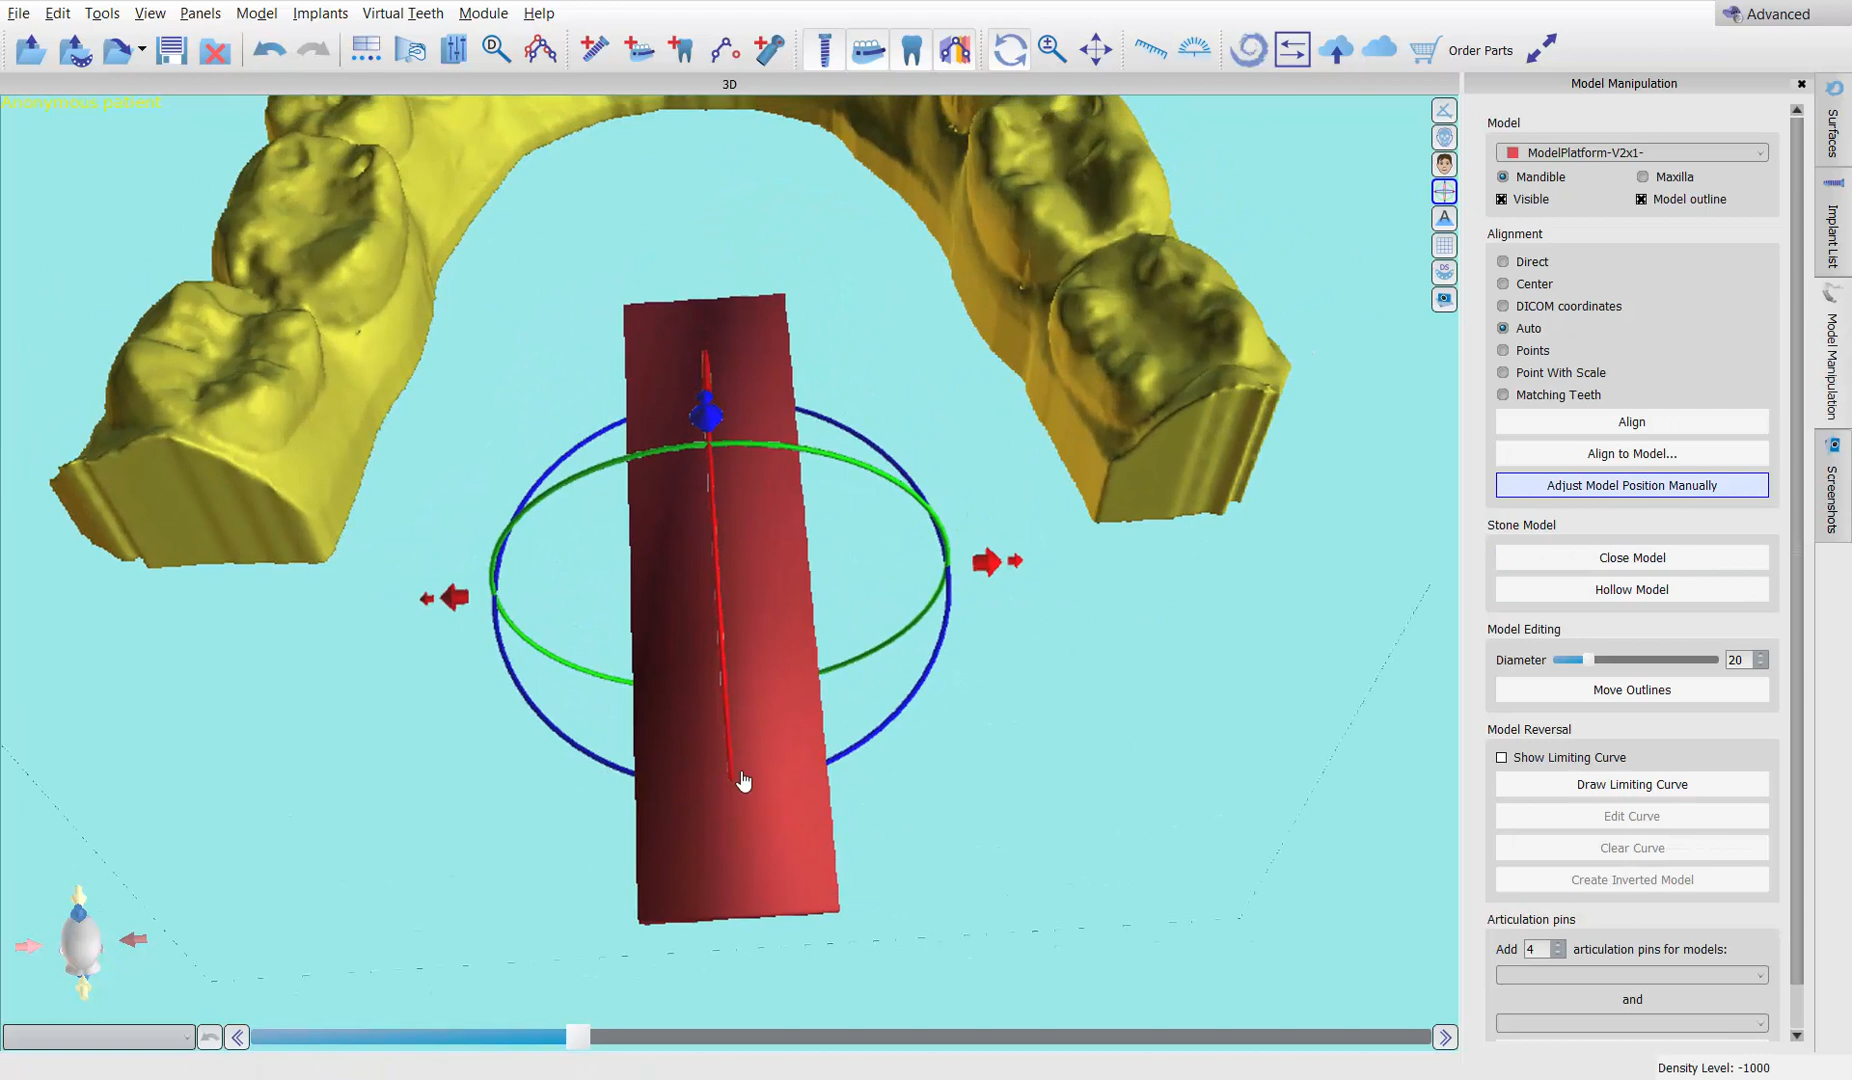 File Edit Tools View Panels Model Implants Virtual Teeth Module Help
Advanced
Order Parts
3D
Model Manipulation
Anonymous patient
Model
ModelPlatform-V2x1-
Mandible Maxilla
Visible Model outline
Alignment
Direct
Center
DICOM coordinates
Auto
Points
Point With Scale
Matching Teeth
Align
Align to Model...
Adjust Model Position Manually
Stone Model
Close Model
Hollow Model
Model Editing
Diameter 20
Move Outlines
Model Reversal
Show Limiting Curve
Draw Limiting Curve
Edit Curve
Clear Curve
Create Inverted Model
Articulation pins
Add 4 articulation pins for models:
and
Surfaces
Implant List
Model Manipulation
Screenshots
Density Level: -1000